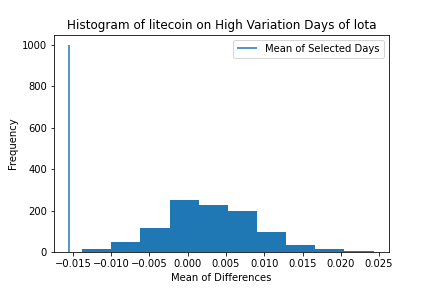 Histogram of litecoin on High Variation Days of lota
Mean of Selected Days
1000
800
600
400
200
0
Frequency
−0.015 −0.010 −0.005 0.000 0.005 0.010 0.015 0.020 0.025
Mean of Differences